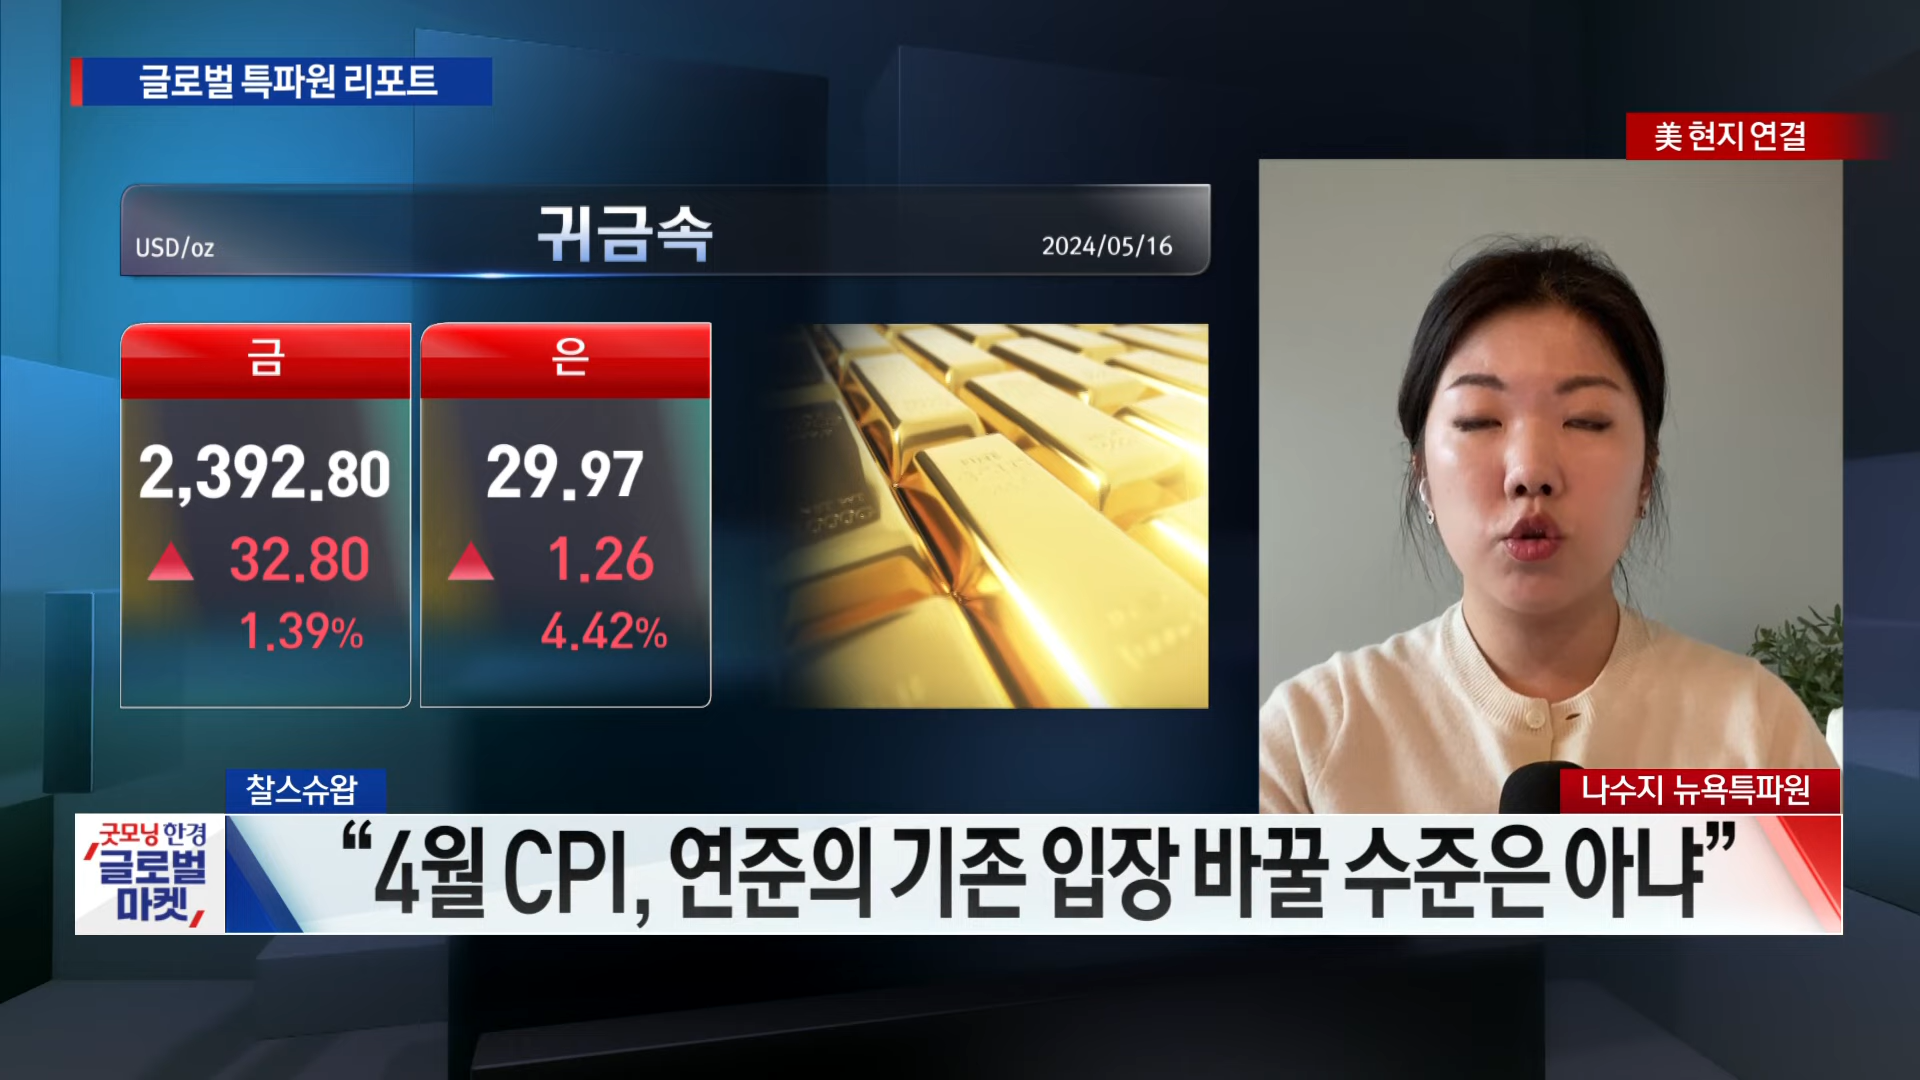 글로벌 특파원 리포트
美 현지 연결
USD/oz
귀금속
2024/05/16
금
2,392.80
▲ 32.80
1.39%
은
29.97
▲ 1.26
4.42%
찰스슈왑
나수지 뉴욕특파원
굿모닝 한경
글로벌
마켓
“4월 CPI, 연준의 기존 입장 바꿀 수준은 아냐”